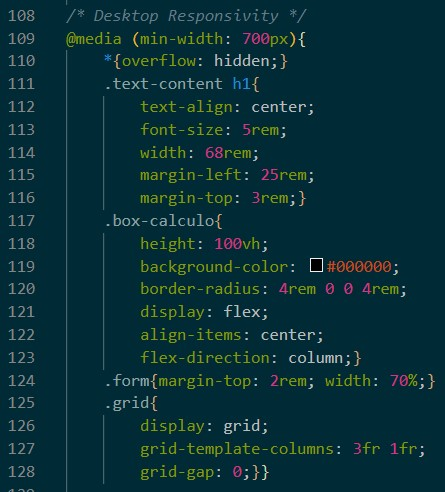 108 /* Desktop Responsivity */
109 @media (min-width: 700px){
110 *{overflow: hidden;}
111 .text-content h1{
112 text-align: center;
113 font-size: 5rem;
114 width: 68rem;
115 margin-left: 25rem;
116 margin-top: 3rem;}
117 .box-calculo{
118 height: 100vh;
119 background-color: #000000;
120 border-radius: 4rem 0 0 4rem;
121 display: flex;
122 align-items: center;
123 flex-direction: column;}
124 .form{margin-top: 2rem; width: 70%;}
125 .grid{
126 display: grid;
127 grid-template-columns: 3fr 1fr;
128 grid-gap: 0;}}